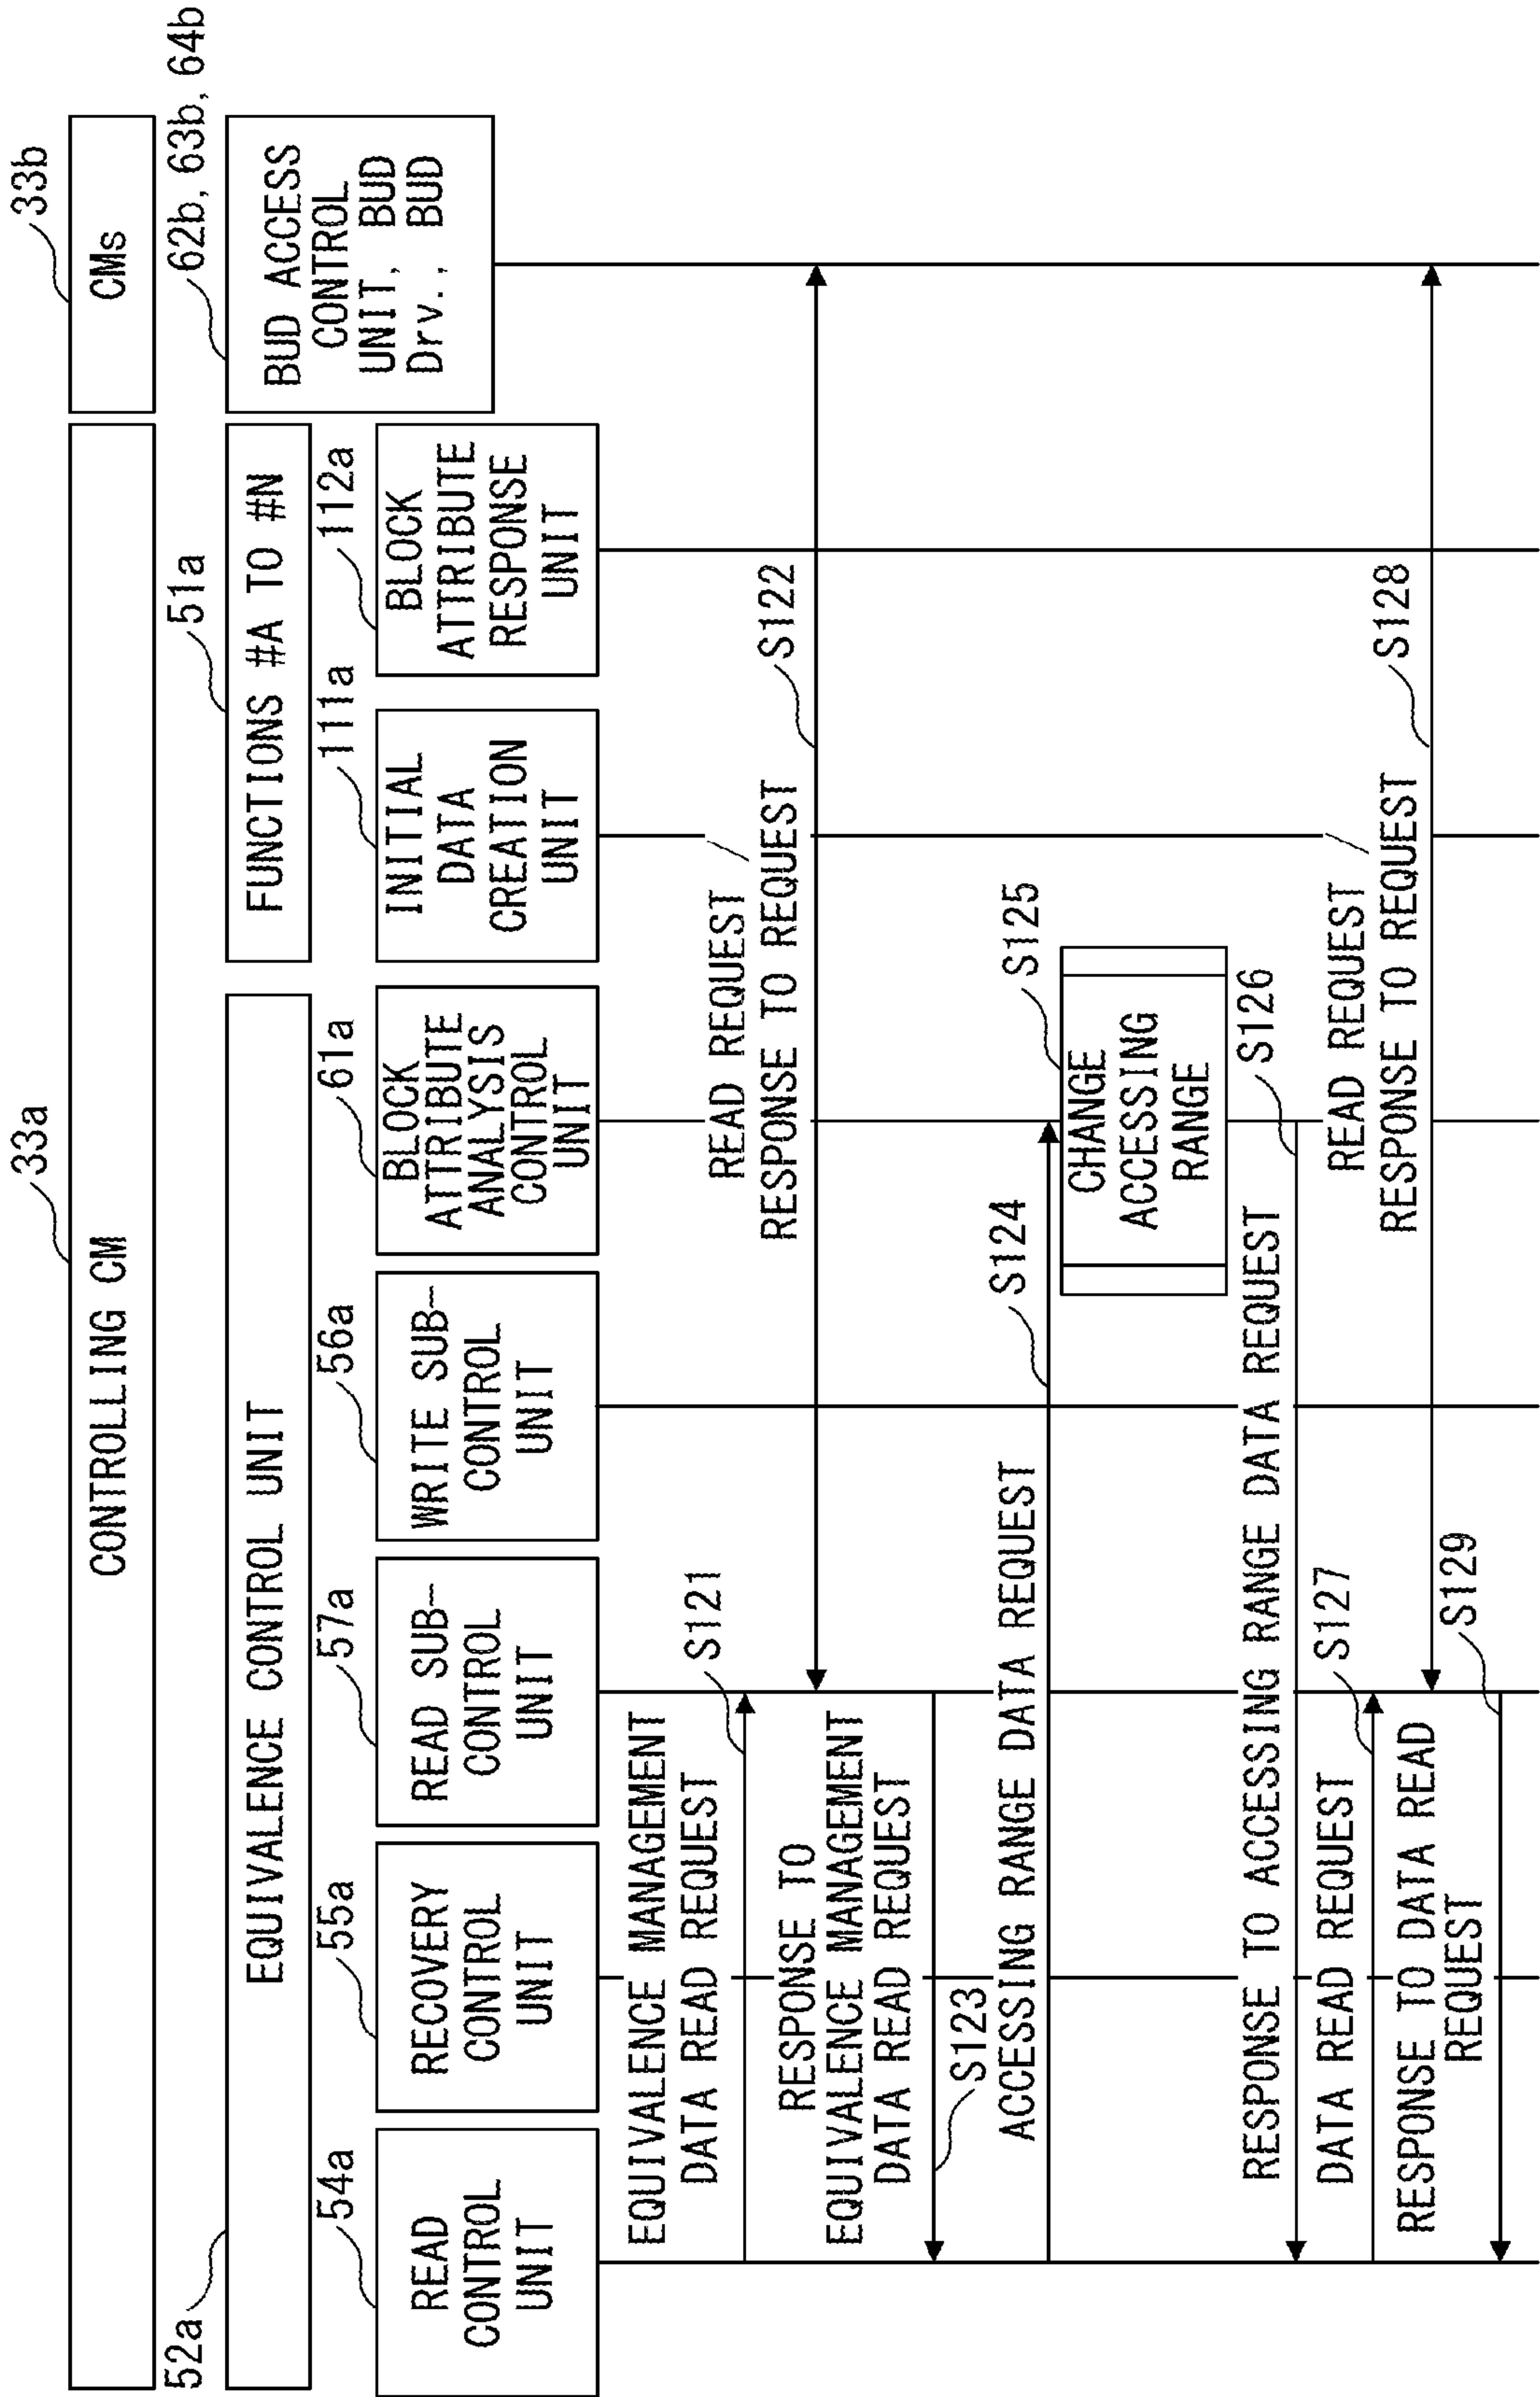 33a
CONTROLLING CM
33b
CMs
52a
EQUIVALENCE CONTROL UNIT
51a
FUNCTIONS #A TO #N
62b, 63b, 64b
BUD ACCESS
CONTROL
UNIT, BUD
Drv., BUD
54a
READ
CONTROL
UNIT
55a
RECOVERY
CONTROL
UNIT
57a
READ SUB-
CONTROL
UNIT
56a
WRITE SUB-
CONTROL
UNIT
61a
BLOCK
ATTRIBUTE
ANALYSIS
CONTROL
UNIT
111a
INITIAL
DATA
CREATION
UNIT
112a
BLOCK
ATTRIBUTE
RESPONSE
UNIT
EQUIVALENCE MANAGEMENT
DATA READ REQUEST
S121
READ REQUEST /
RESPONSE TO REQUEST
S122
RESPONSE TO
EQUIVALENCE MANAGEMENT
DATA READ REQUEST
S123
ACCESSING RANGE DATA REQUEST
S124
CHANGE
ACCESSING
RANGE
S125
RESPONSE TO ACCESSING RANGE DATA REQUEST
S126
DATA READ REQUEST
S127
READ REQUEST /
RESPONSE TO REQUEST
S128
RESPONSE TO DATA READ
REQUEST
S129